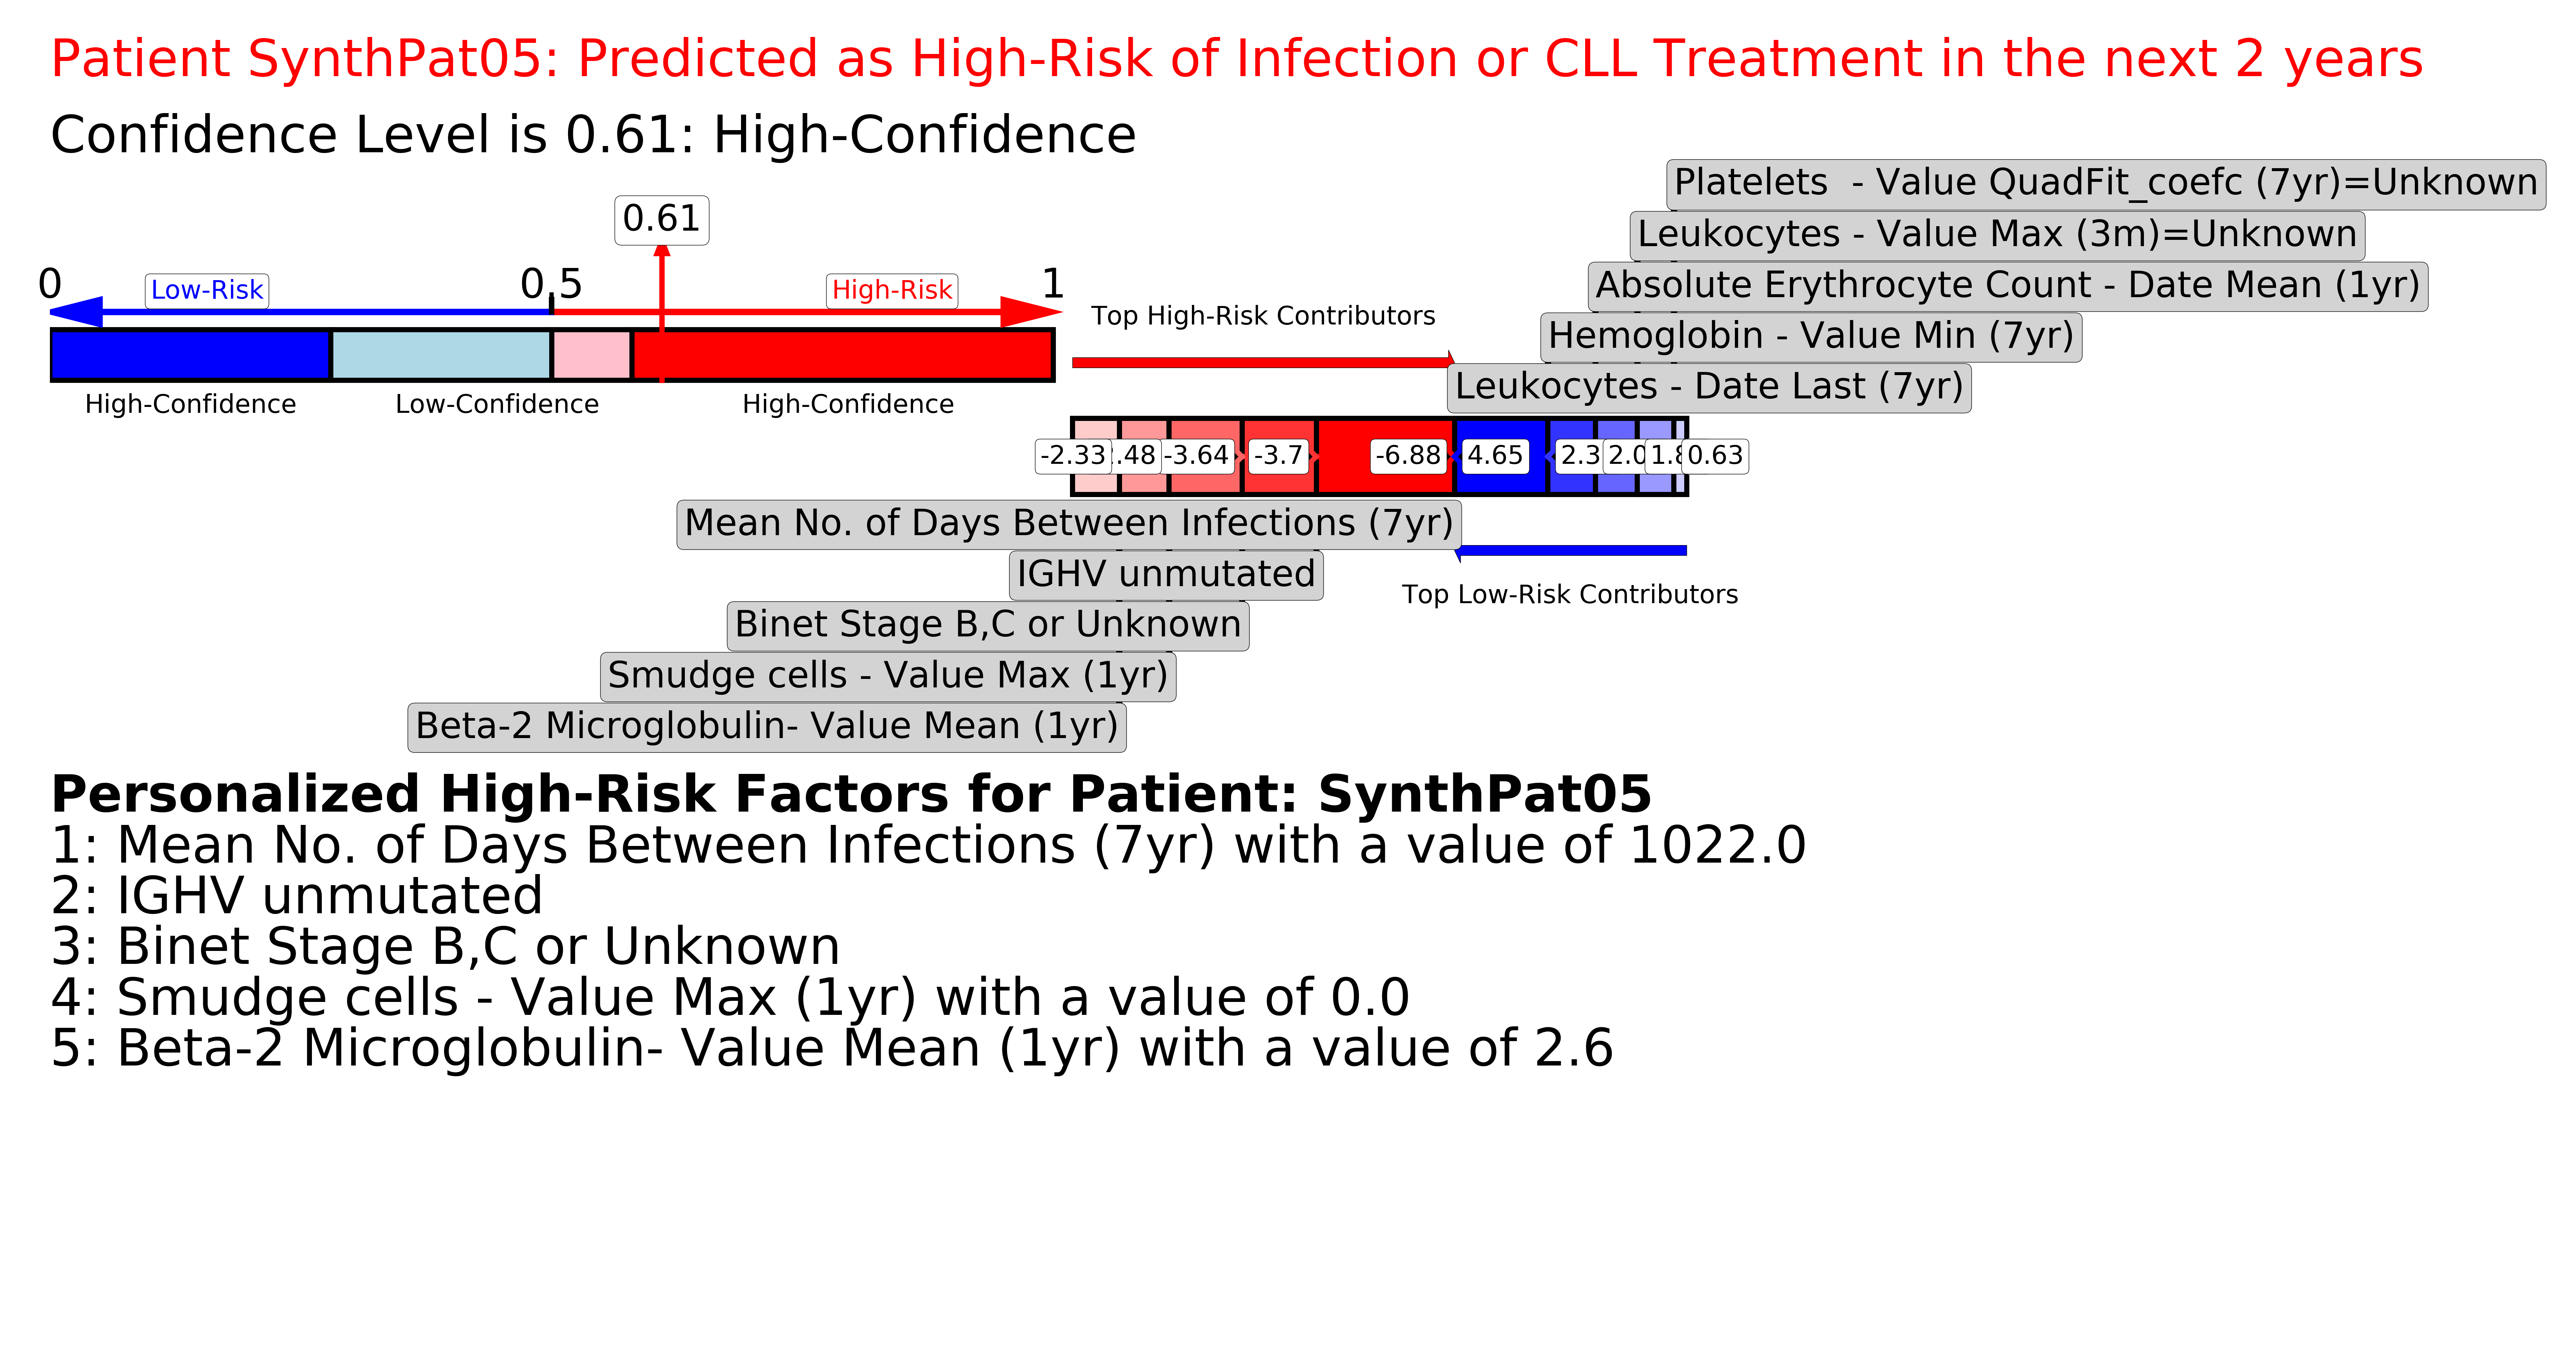 Patient SynthPat05: Predicted as High-Risk of Infection or CLL Treatment in the next 2 years
Confidence Level is 0.61: High-Confidence
Platelets  - Value QuadFit_coefc (7yr)=Unknown
Leukocytes - Value Max (3m)=Unknown
Absolute Erythrocyte Count - Date Mean (1yr)
Hemoglobin - Value Min (7yr)
Leukocytes - Date Last (7yr)
0.61
0 0.5 1
Low-Risk High-Risk
High-Confidence Low-Confidence High-Confidence
Top High-Risk Contributors
-2.33 .48 -3.64 -3.7 -6.88 4.65 2.3 2.0 1.8 0.63
Mean No. of Days Between Infections (7yr)
IGHV unmutated
Binet Stage B,C or Unknown
Smudge cells - Value Max (1yr)
Beta-2 Microglobulin- Value Mean (1yr)
Top Low-Risk Contributors
Personalized High-Risk Factors for Patient: SynthPat05
1: Mean No. of Days Between Infections (7yr) with a value of 1022.0
2: IGHV unmutated
3: Binet Stage B,C or Unknown
4: Smudge cells - Value Max (1yr) with a value of 0.0
5: Beta-2 Microglobulin- Value Mean (1yr) with a value of 2.6